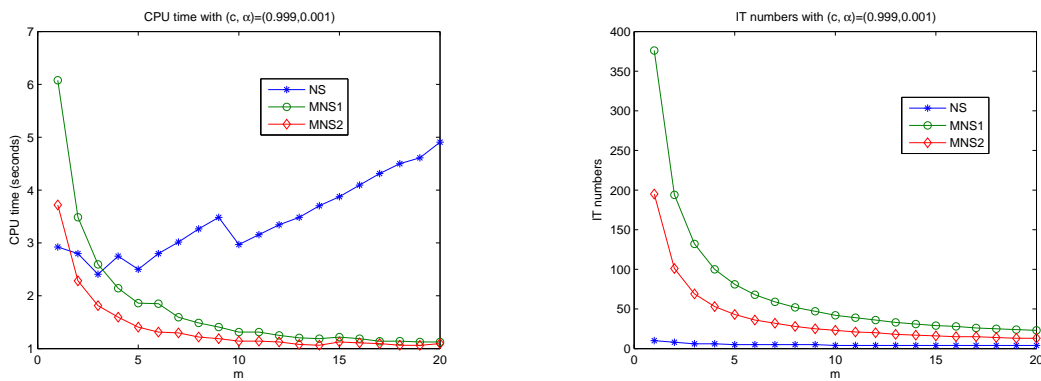 CPU time with (c, α)=(0.999,0.001)
7
6
5
4
3
2
1
0
5
10
15
20
CPU time (seconds)
m
NS
MNS1
MNS2
IT numbers with (c, α)=(0.999,0.001)
400
350
300
250
200
150
100
50
0
0
5
10
15
20
IT numbers
m
NS
MNS1
MNS2